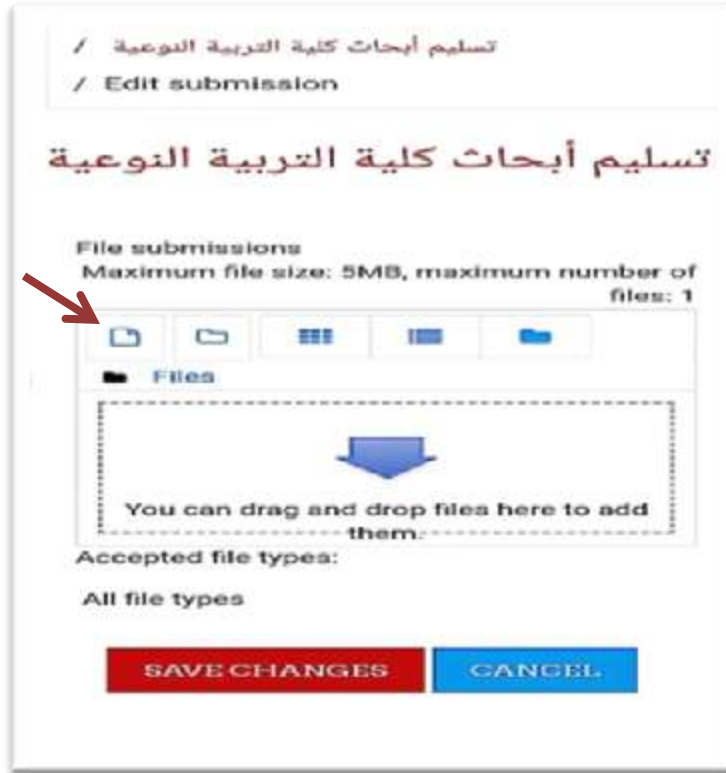 تسليم أبحاث كلية التربية النوعية /
/ Edit submission
تسليم أبحاث كلية التربية النوعية
File submissions
Maximum file size: 5MB, maximum number of
files: 1
Files
You can drag and drop files here to add
them.
Accepted file types:
All file types
SAVE CHANGES
CANCEL